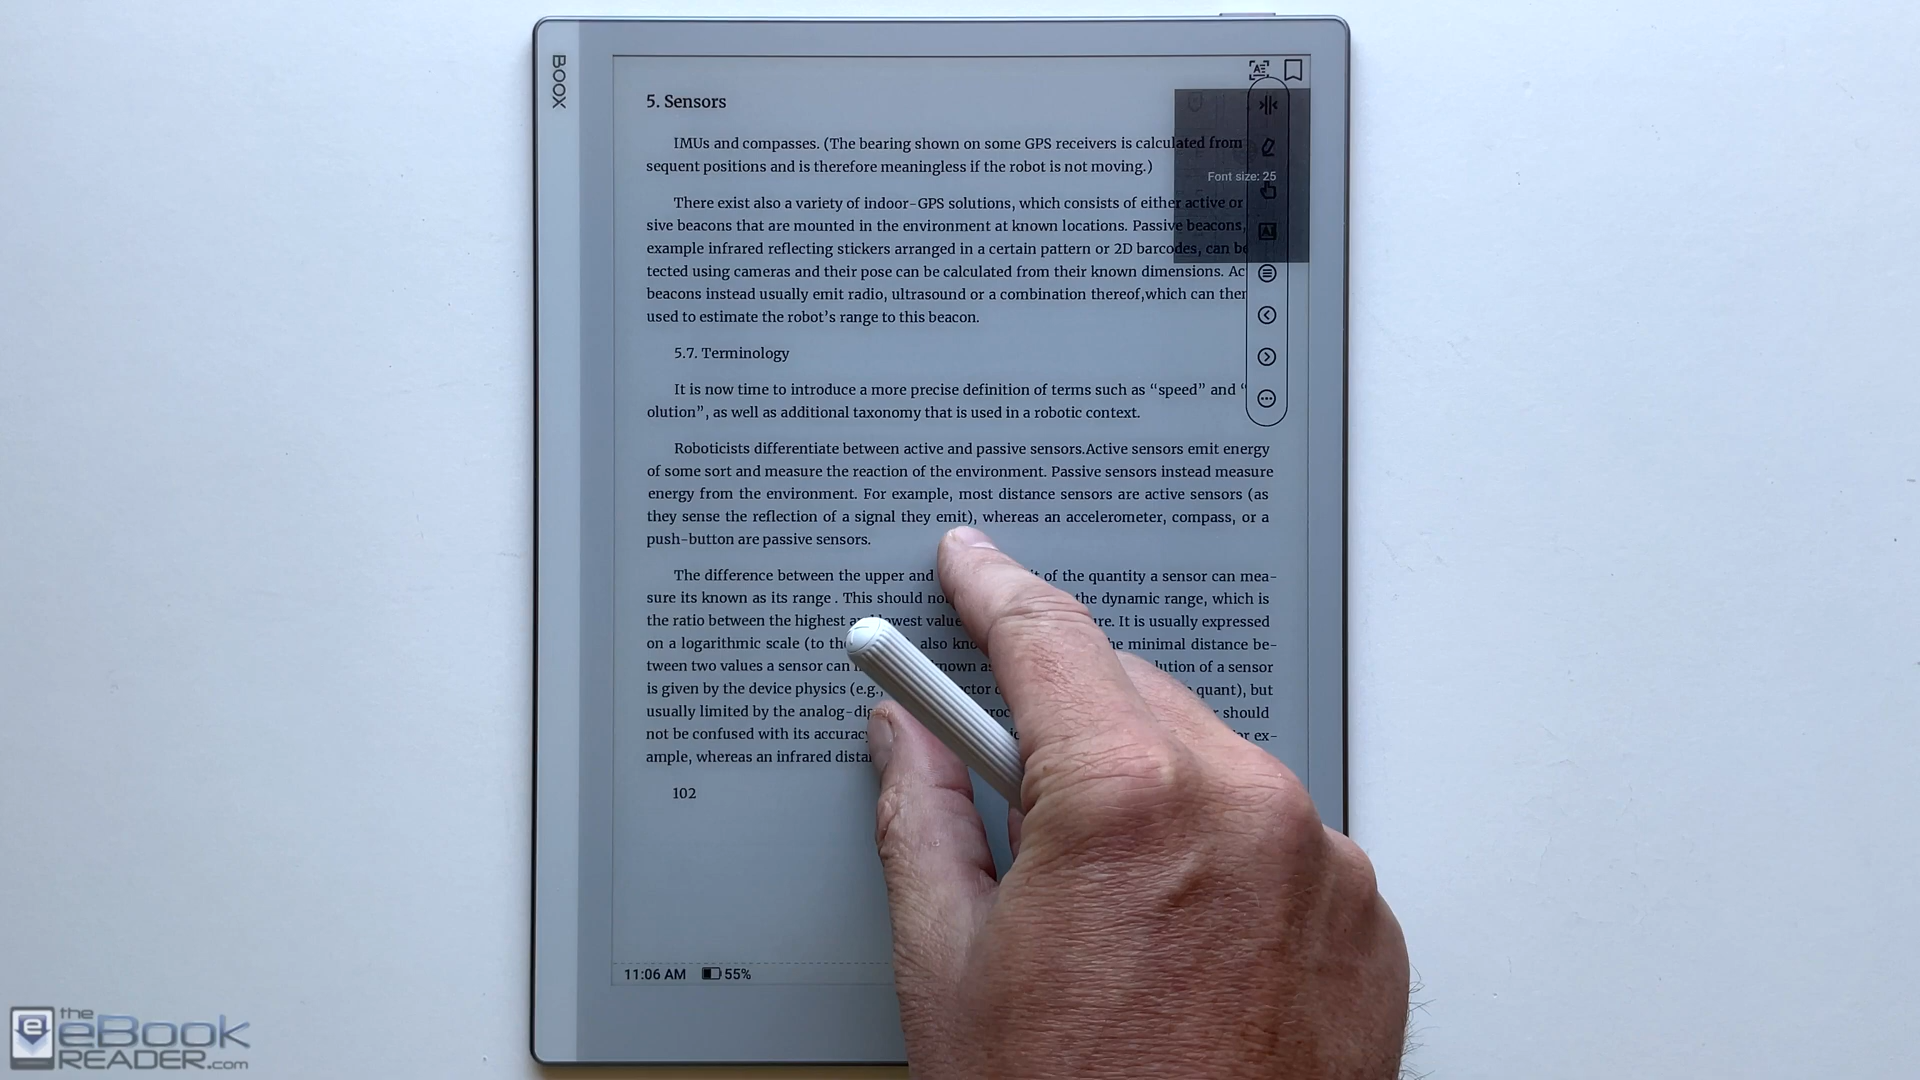 BOOX
5. Sensors
IMUs and compasses. (The bearing shown on some GPS receivers is calculated from
sequent positions and is therefore meaningless if the robot is not moving.)
Font size: 25
There exist also a variety of indoor-GPS solutions, which consists of either active or
sive beacons that are mounted in the environment at known locations. Passive beacons,
example infrared reflecting stickers arranged in a certain pattern or 2D barcodes, can be
tected using cameras and their pose can be calculated from their known dimensions. Ac
beacons instead usually emit radio, ultrasound or a combination thereof,which can then
used to estimate the robot's range to this beacon.
5.7. Terminology
It is now time to introduce a more precise definition of terms such as “speed” and “
olution”, as well as additional taxonomy that is used in a robotic context.
Roboticists differentiate between active and passive sensors.Active sensors emit energy
of some sort and measure the reaction of the environment. Passive sensors instead measure
energy from the environment. For example, most distance sensors are active sensors (as
they sense the reflection of a signal they emit), whereas an accelerometer, compass, or a
push-button are passive sensors.
The difference between the upper and of the quantity a sensor can mea-
sure its known as its range . This should not the dynamic range, which is
the ratio between the highest and lowest value It is usually expressed
on a logarithmic scale (to the also minimal distance be-
tween two values a sensor can known as of a sensor
is given by the device physics (e.g., quant), but
usually limited by the should
not be confused with its accuracy ex-
ample, whereas an infrared
102
11:06 AM 55%
the
eBook
READER.com